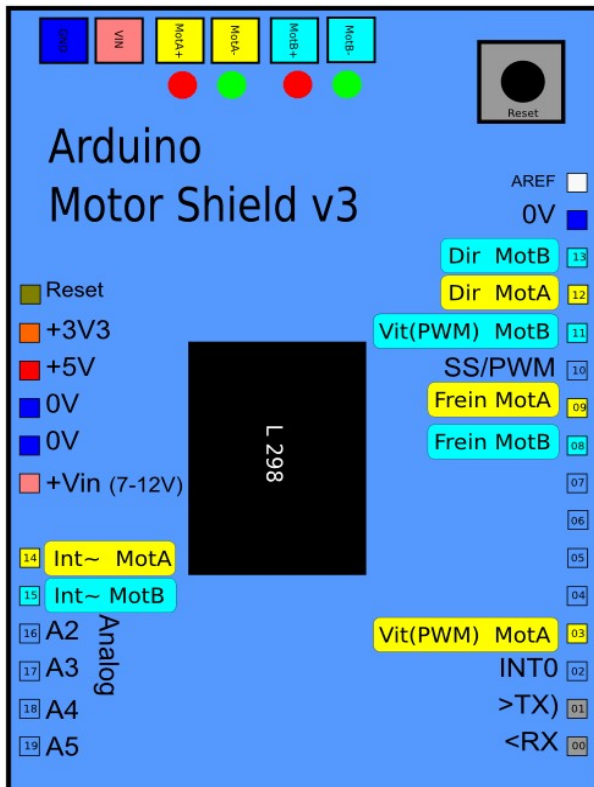 GND
VIN
MotA+
MotA-
MotB+
MotB-
Reset
Arduino
Motor Shield v3
AREF
0V
Dir MotB 13
Dir MotA 12
Vit(PWM) MotB 11
SS/PWM 10
Frein MotA 09
Frein MotB 08
07
06
05
04
Vit(PWM) MotA 03
INT0 02
>TX) 01
<RX 00
Reset
+3V3
+5V
0V
0V
+Vin (7-12V)
14 Int~ MotA
15 Int~ MotB
16 A2
17 A3
18 A4
19 A5
Analog
L 298